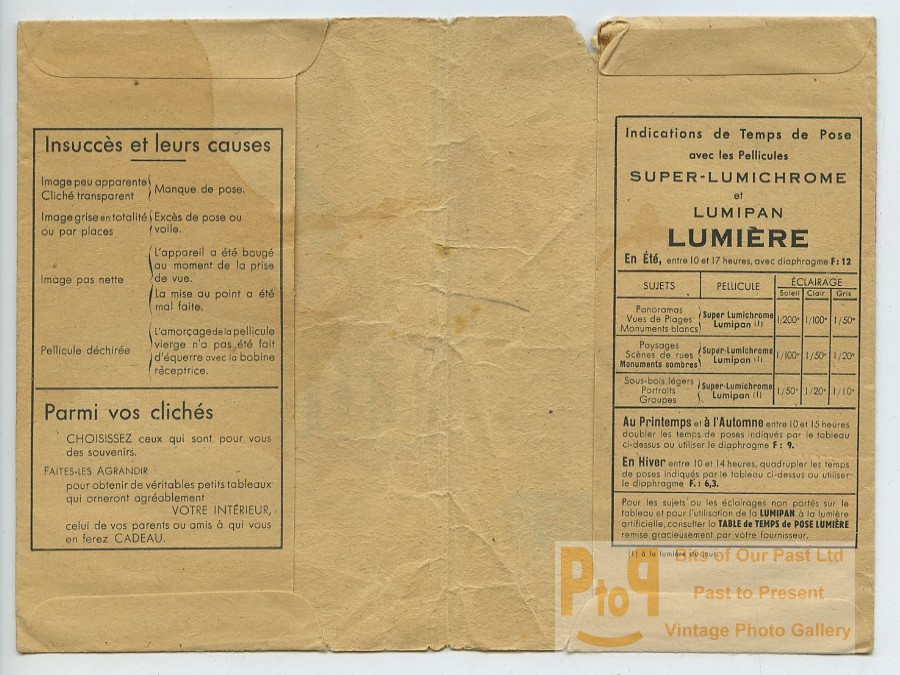 Insuccès et leurs causes
Image peu apparente
Cliché transparent
Manque de pose.
Image grise en totalité
ou par places
Excès de pose ou
voile.
Image pas nette
L'appareil a été bougé
au moment de la prise
de vue.
La mise au point a été
mal faite.
Pellicule déchirée
L'amorçage de la pellicule
vierge n'a pas été fait
d'équerre avec la bobine
réceptrice.
Parmi vos clichés
CHOISISSEZ ceux qui sont pour vous
des souvenirs.
FAITES-LES AGRANDIR
pour obtenir de véritables petits tableaux
qui orneront agréablement
VOTRE INTÉRIEUR,
celui de vos parents ou amis à qui vous
en ferez CADEAU.
Indications de Temps de Pose
avec les Pellicules
SUPER-LUMICHROME
et
LUMIPAN
LUMIÈRE
En Été, entre 10 et 17 heures, avec diaphragme F: 12
SUJETS PELLICULE ÉCLAIRAGE
Soleil Clair Gris
Panoramas
Vues de Plages
Monuments blancs
Super Lumichrome
Lumipan (1)
1/200e 1/100e 1/50e
Paysages
Scènes de rues
Monuments sombres
Super-Lumichrome
Lumipan (1)
1/100e 1/50e 1/20e
Sous-bois légers
Portraits
Groupes
Super-Lumichrome
Lumipan (1)
1/50e 1/20e 1/10e
Au Printemps et à l'Automne entre 10 et 15 heures
doubler les temps de poses indiqués par le tableau
ci-dessus ou utiliser le diaphragme F : 9.
En Hiver entre 10 et 14 heures, quadrupler les temps
de poses indiqués par le tableau ci-dessus ou utiliser
le diaphragme F. : 6,3.
Pour les sujets ou les éclairages non portés sur le
tableau et pour l'utilisation de la LUMIPAN à la lumière
artificielle, consulter la TABLE de TEMPS de POSE LUMIÈRE
remise gracieusement par votre fournisseur.
(1) à la lumière du jour.
PtoP
Bits of Our Past Ltd
Past to Present
Vintage Photo Gallery